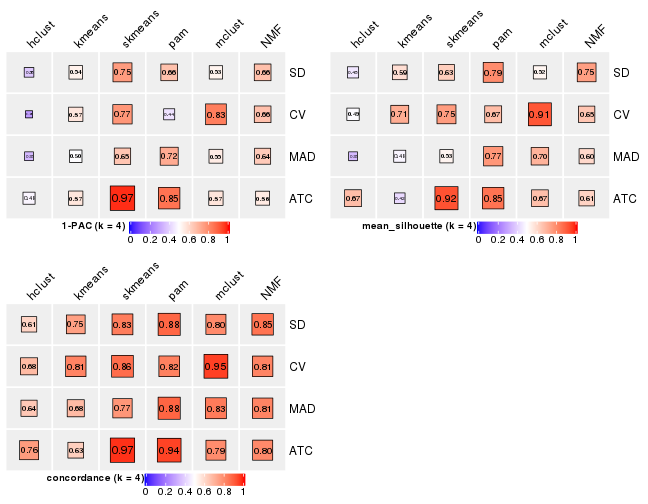 hclust kmeans skmeans pam mclust NMF
0.54 0.75 0.66 0.53 0.66 SD
0.57 0.77 0.44 0.83 0.66 CV
0.50 0.65 0.72 0.55 0.64 MAD
0.41 0.57 0.97 0.85 0.57 0.56 ATC
1-PAC (k = 4)
0 0.2 0.4 0.6 0.8 1
hclust kmeans skmeans pam mclust NMF
0.59 0.63 0.79 0.52 0.75 SD
0.49 0.71 0.75 0.67 0.91 0.65 CV
0.53 0.77 0.70 0.60 MAD
0.67 0.92 0.85 0.67 0.61 ATC
mean_silhouette (k = 4)
0 0.2 0.4 0.6 0.8 1
hclust kmeans skmeans pam mclust NMF
0.61 0.75 0.83 0.88 0.80 0.85 SD
0.68 0.81 0.86 0.82 0.95 0.81 CV
0.64 0.68 0.77 0.88 0.83 0.81 MAD
0.76 0.63 0.97 0.94 0.79 0.80 ATC
concordance (k = 4)
0 0.2 0.4 0.6 0.8 1